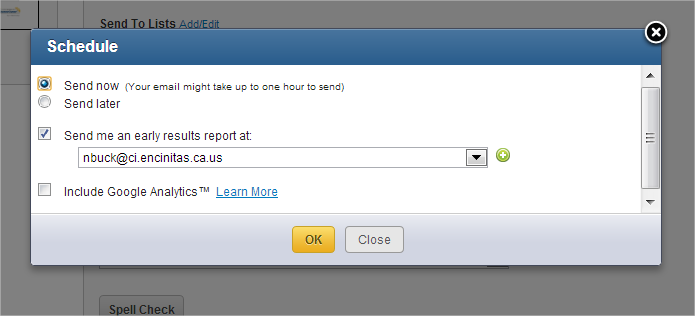 Send To Lists Add/Edit
Schedule
Send now (Your email might take up to one hour to send)
Send later
Send me an early results report at:
nbuck@ci.encinitas.ca.us
Include Google Analytics™ Learn More
OK Close
Spell Check